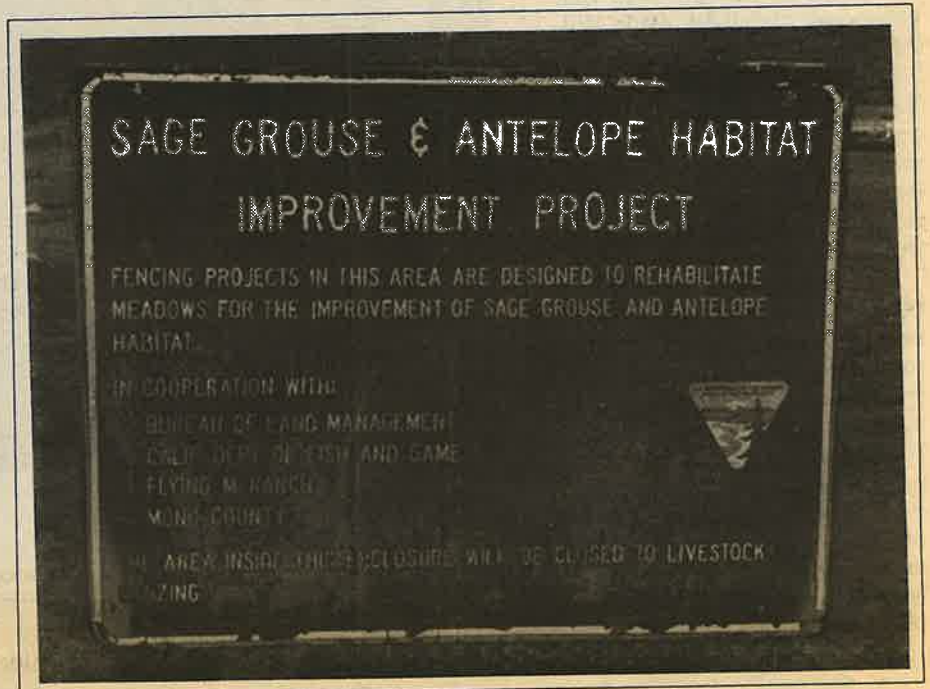 SAGE GROUSE & ANTELOPE HABITAT
IMPROVEMENT PROJECT
FENCING PROJECTS IN THIS AREA ARE DESIGNED TO REHABILITATE
MEADOWS FOR THE IMPROVEMENT OF SAGE GROUSE AND ANTELOPE
HABITAT.
IN COOPERATION WITH:
BUREAU OF LAND MANAGEMENT
CALIF. DEPT. OF FISH AND GAME
FLYING M RANCH
MONO COUNTY
AREA INSIDE THIS EXCLOSURE WILL BE CLOSED TO LIVESTOCK